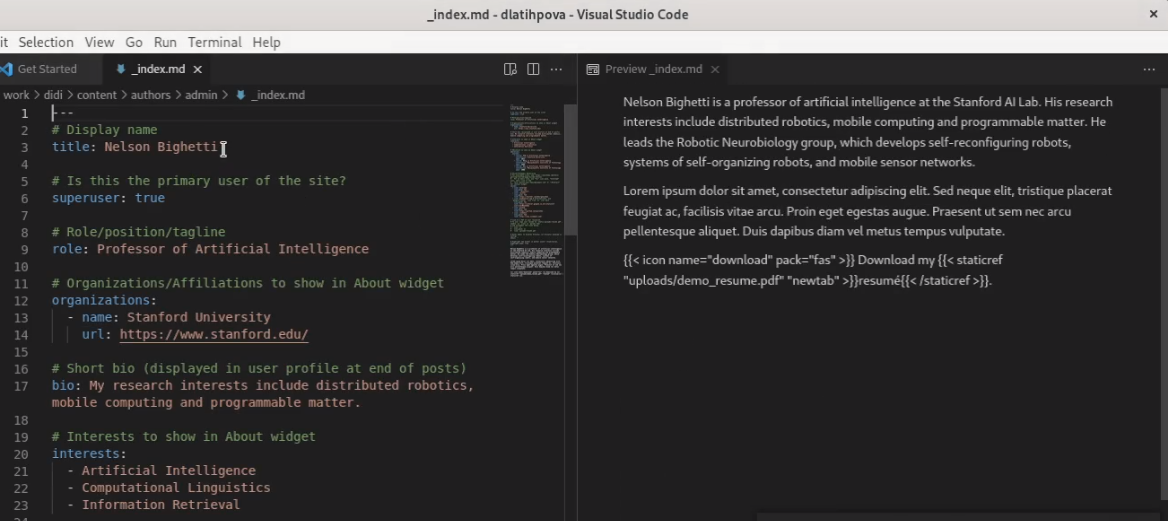 _index.md - dlathpova - Visual Studio Code
it Selection View Go Run Terminal Help
Get Started
_index.md
Preview _index.md
work > didi > content > authors > admin > _index.md
1 ---
2 # Display name
3 title: Nelson Bighetti
4
5 # Is this the primary user of the site?
6 superuser: true
7
8 # Role/position/tagline
9 role: Professor of Artificial Intelligence
10
11 # Organizations/Affiliations to show in About widget
12 organizations:
13 - name: Stanford University
14 url: https://www.stanford.edu/
15
16 # Short bio (displayed in user profile at end of posts)
17 bio: My research interests include distributed robotics,
mobile computing and programmable matter.
18
19 # Interests to show in About widget
20 interests:
21 - Artificial Intelligence
22 - Computational Linguistics
23 - Information Retrieval
Nelson Bighetti is a professor of artificial intelligence at the Stanford AI Lab. His research
interests include distributed robotics, mobile computing and programmable matter. He
leads the Robotic Neurobiology group, which develops self-reconfiguring robots,
systems of self-organizing robots, and mobile sensor networks.
Lorem ipsum dolor sit amet, consectetur adipiscing elit. Sed neque elit, tristique placerat
feugiat ac, facilisis vitae arcu. Proin eget egestas augue. Praesent ut sem nec arcu
pellentesque aliquet. Duis dapibus diam vel metus tempus vulputate.
{{< icon name="download" pack="fas" >}} Download my {{< staticref
"uploads/demo_resume.pdf" "newtab" >}}resumé{{< /staticref >}}.